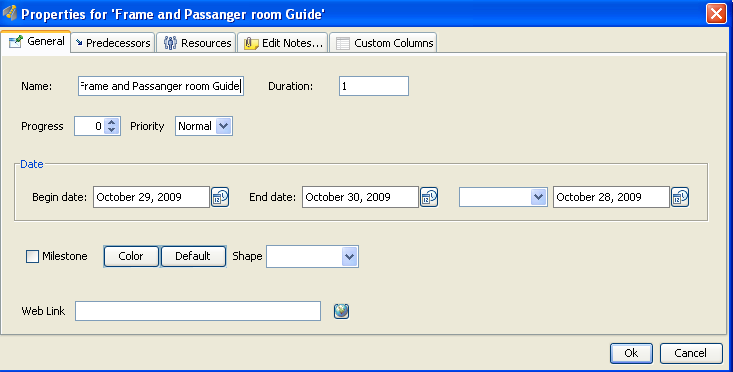 Properties for 'Frame and Passanger room Guide'
General Predecessors Resources Edit Notes... Custom Columns
Name: Frame and Passanger room Guide Duration: 1
Progress 0 Priority Normal
Date
Begin date: October 29, 2009 End date: October 30, 2009 October 28, 2009
Milestone Color Default Shape
Web Link
Ok Cancel